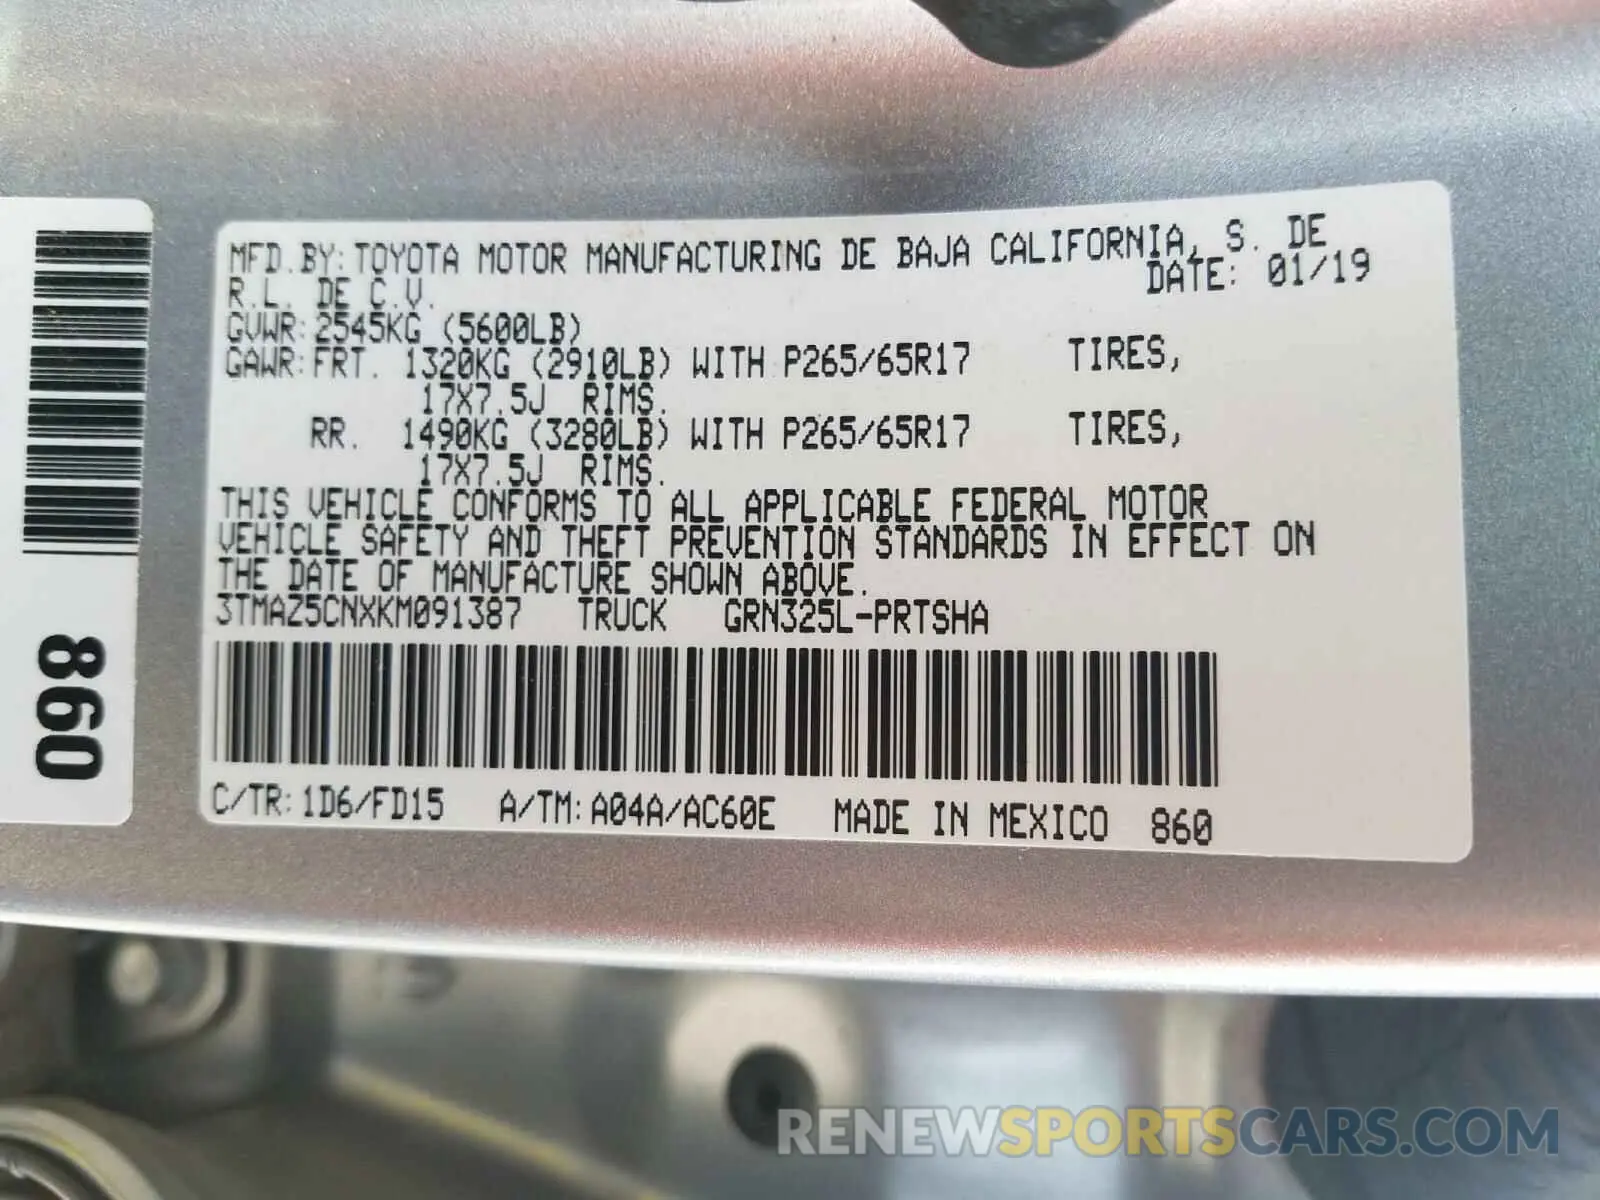 MFD.BY:TOYOTA MOTOR MANUFACTURING DE BAJA CALIFORNIA, S. DE
R.L. DE C.V. DATE: 01/19
GVWR:2545KG (5600LB)
GAWR:FRT. 1320KG (2910LB) WITH P265/65R17 TIRES,
17X7.5J RIMS.
RR. 1490KG (3280LB) WITH P265/65R17 TIRES,
17X7.5J RIMS.
THIS VEHICLE CONFORMS TO ALL APPLICABLE FEDERAL MOTOR
VEHICLE SAFETY AND THEFT PREVENTION STANDARDS IN EFFECT ON
THE DATE OF MANUFACTURE SHOWN ABOVE.
3TMAZ5CNXKM091387 TRUCK GRN325L-PRTSHA
C/TR:1D6/FD15 A/TM:A04A/AC60E MADE IN MEXICO 860
860
RENEWSPORTSCARS.COM